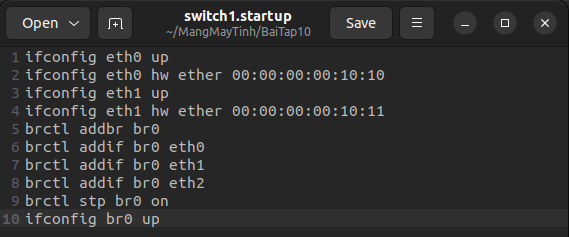 Open
switch1.startup
~/MangMayTinh/BaiTap10
Save
1 ifconfig eth0 up
2 ifconfig eth0 hw ether 00:00:00:00:10:10
3 ifconfig eth1 up
4 ifconfig eth1 hw ether 00:00:00:00:10:11
5 brctl addbr br0
6 brctl addif br0 eth0
7 brctl addif br0 eth1
8 brctl addif br0 eth2
9 brctl stp br0 on
10 ifconfig br0 up